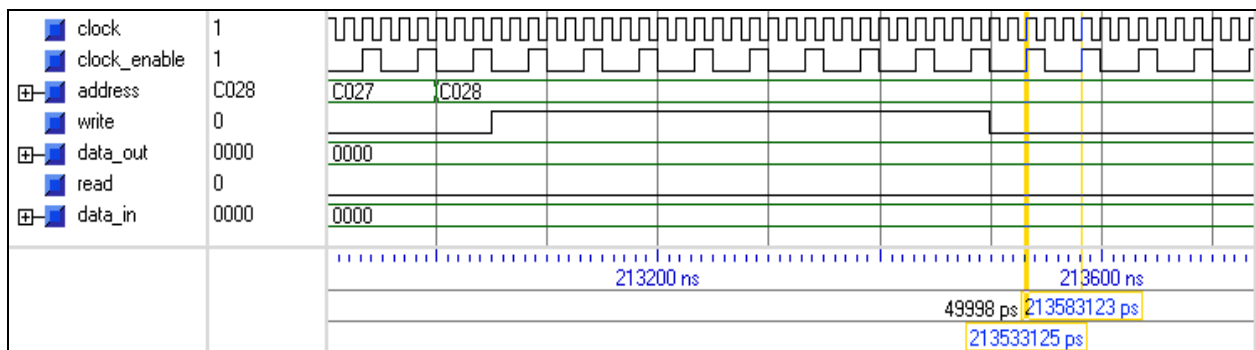 clock 1
clock_enable 1
address C028 C027 C028
write 0
data_out 0000 0000
read 0
data_in 0000 0000
213200 ns 213600 ns
49998 ps 213583123 ps
213533125 ps